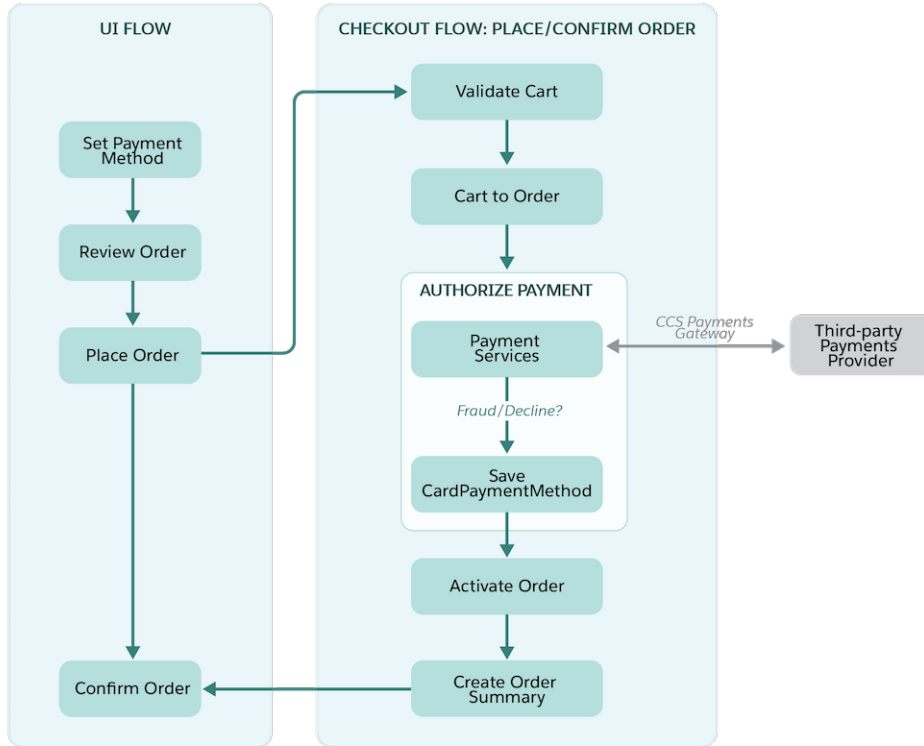 UI FLOW
Set Payment
Method
Review Order
Place Order
Confirm Order
CHECKOUT FLOW: PLACE/CONFIRM ORDER
Validate Cart
Cart to Order
AUTHORIZE PAYMENT
Payment
Services
Fraud/Decline?
Save
CardPaymentMethod
Activate Order
Create Order
Summary
CCS Payments
Gateway
Third-party
Payments
Provider